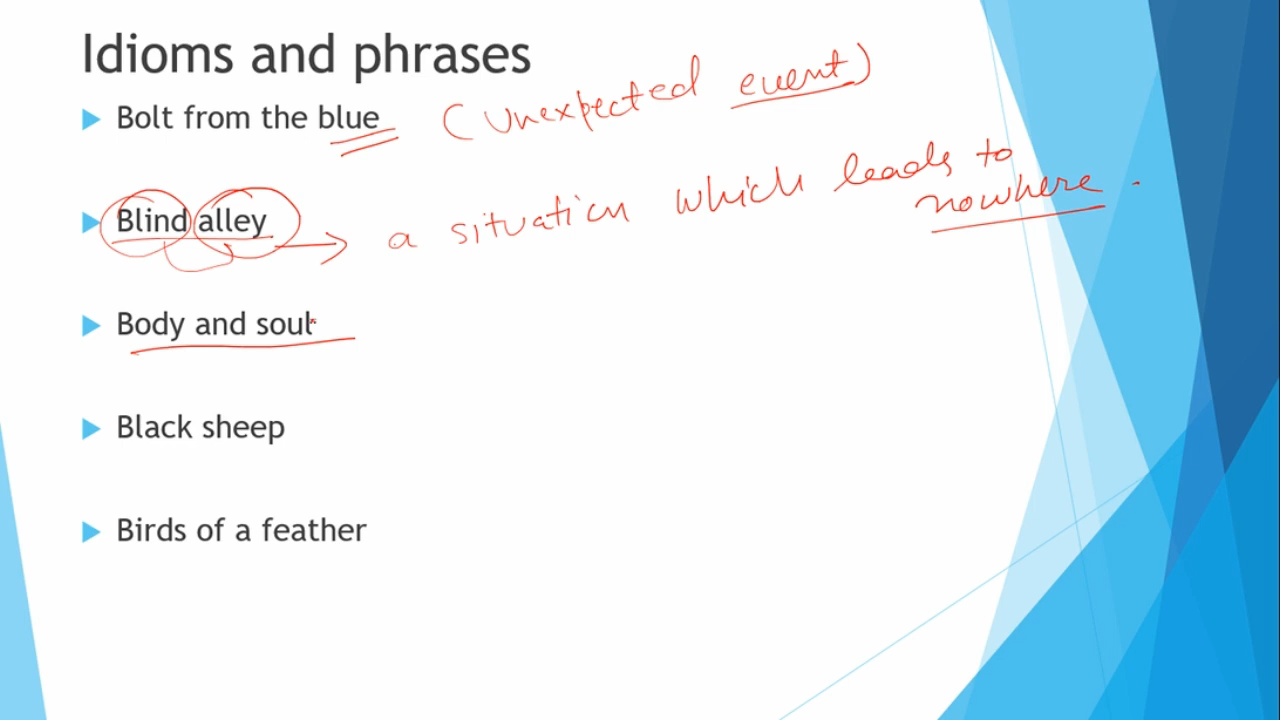 Idioms and phrases
Bolt from the blue (Unexpected event)
Blind alley → a situation which leads to
nowhere.
Body and soul
Black sheep
Birds of a feather